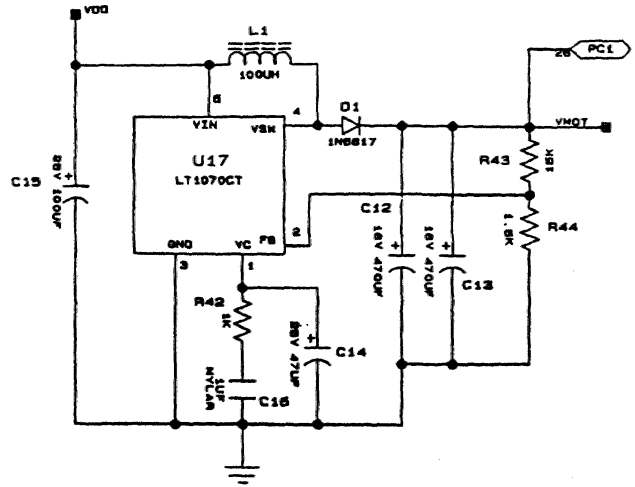 VDD
L1
100UH
26
PC1
5
VIN
VSW
4
D1
1N5817
VMOT
U17
LT1070CT
R43
15K
C15
25V 100UF
+
FB
2
C12
+
16V 470UF
+
16V 470UF
C13
R44
1.5K
GND
VC
3
1
R42
1K
+
25V 47UF
C14
1UF
MYLAR
C16